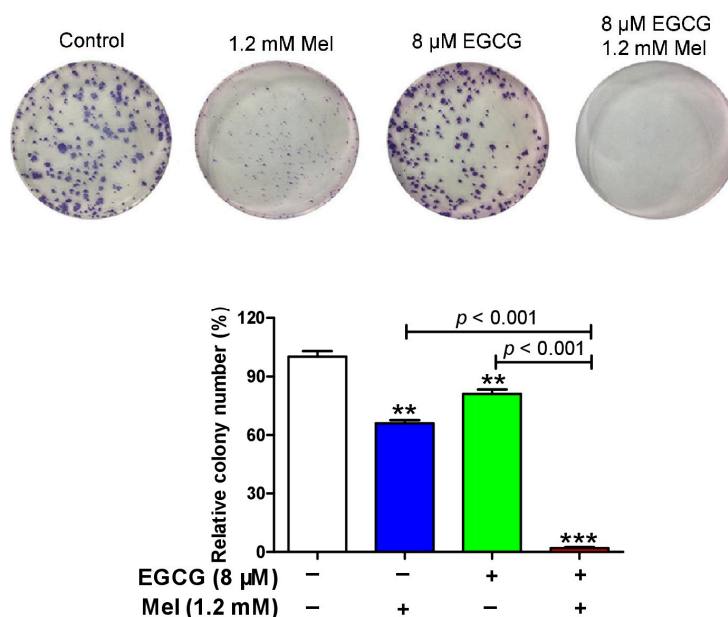 Control
1.2 mM Mel
8 µM EGCG
8 µM EGCG
1.2 mM Mel
Relative colony number (%)
120
90
60
30
0
p < 0.001
p < 0.001
**
**
***
EGCG (8 µM) – – + +
Mel (1.2 mM) – + – +